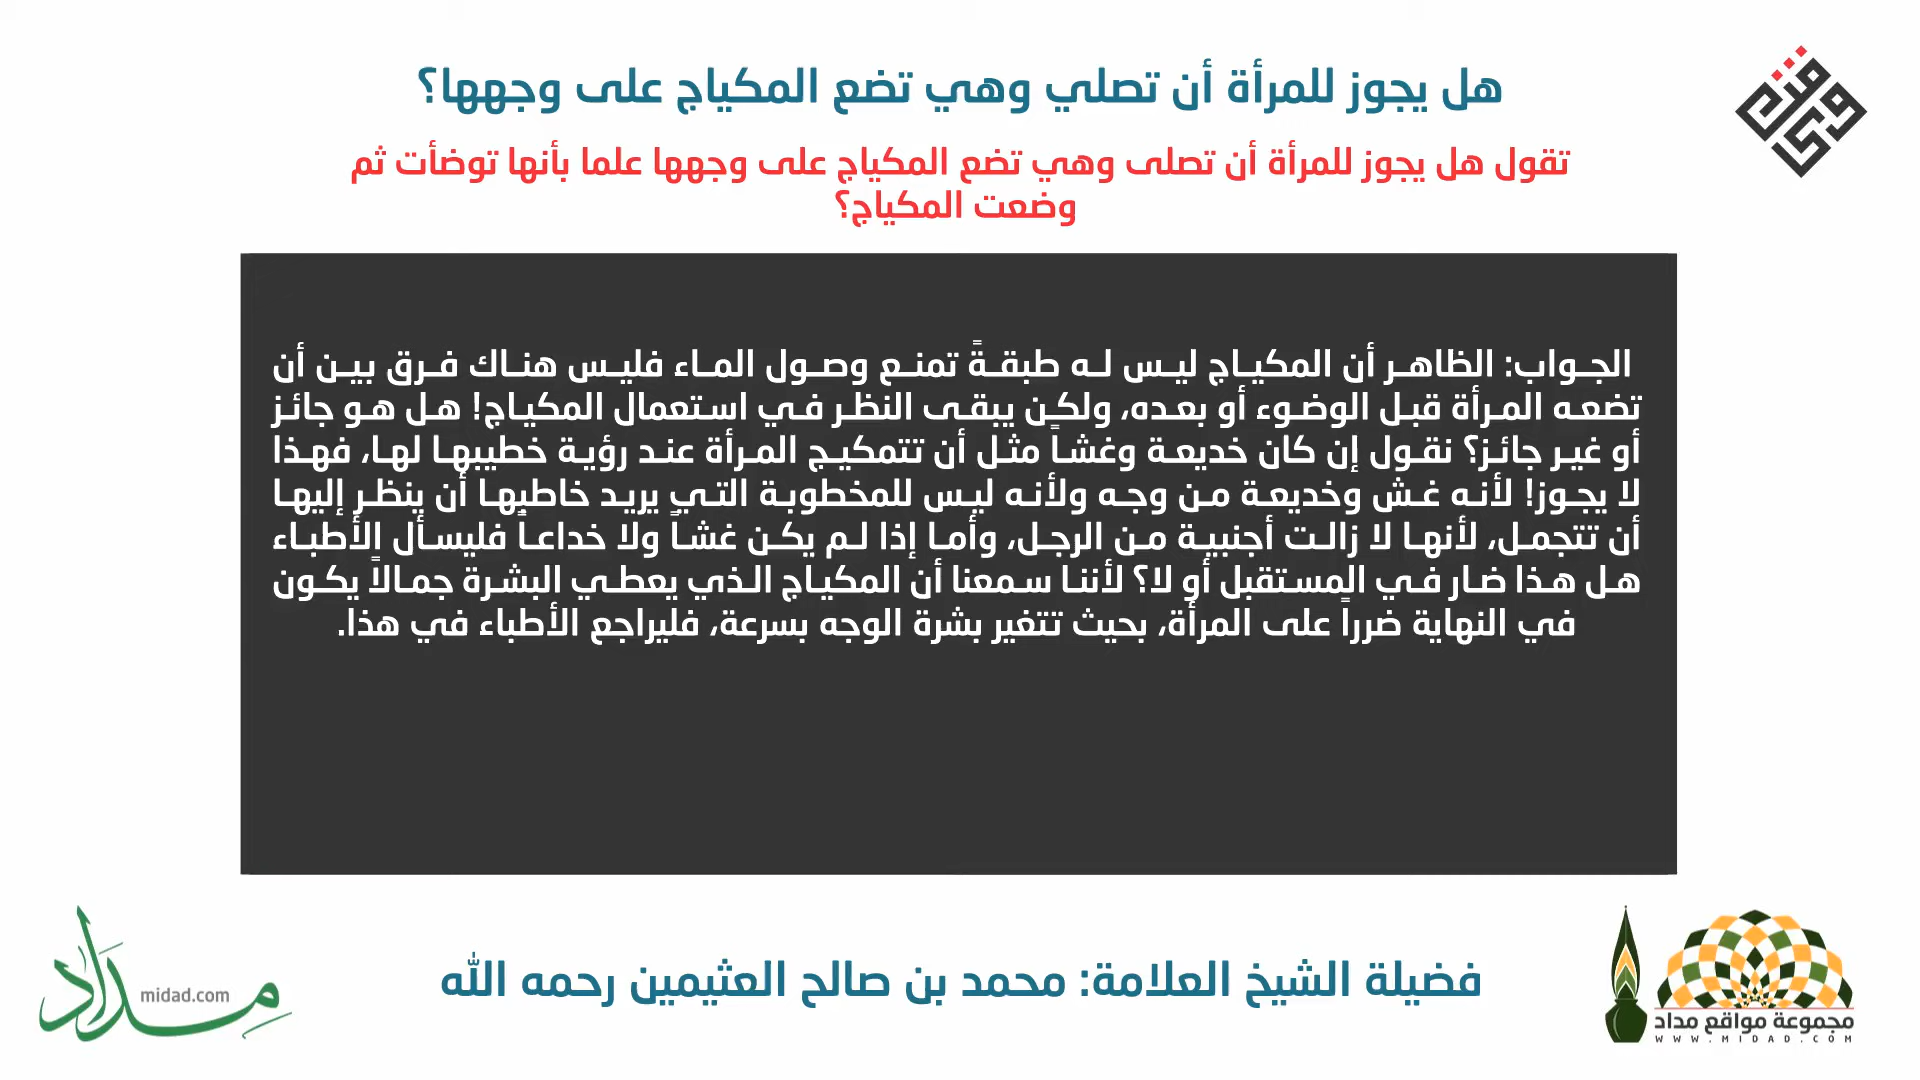 هل يجوز للمرأة أن تصلي وهي تضع المكياج على وجهها؟
تقول هل يجوز للمرأة أن تصلى وهي تضع المكياج على وجهها علما بأنها توضأت ثم
وضعت المكياج؟
الجواب: الظاهر أن المكياج ليس له طبقةً تمنع وصول الماء فليس هناك فرق بين أن
تضعه المرأة قبل الوضوء أو بعده، ولكن يبقى النظر في استعمال المكياج! هل هو جائز
أو غير جائز؟ نقول إن كان خديعة وغشاً مثل أن تتمكيج المرأة عند رؤية خطيبها لها، فهذا
لا يجوز! لأنه غش وخديعة من وجه ولأنه ليس للمخطوبة التي يريد خاطبها أن ينظر إليها
أن تتجمل، لأنها لا زالت أجنبية من الرجل، وأما إذا لم يكن غشاً ولا خداعاً فليسأل الأطباء
هل هذا ضار في المستقبل أو لا؟ لأننا سمعنا أن المكياج الذي يعطي البشرة جمالاً يكون
في النهاية ضرراً على المرأة، بحيث تتغير بشرة الوجه بسرعة، فليراجع الأطباء في هذا.
فضيلة الشيخ العلامة: محمد بن صالح العثيمين رحمه الله
مداد
midad.com
مجموعة مواقع مداد
WWW.MIDAD.COM